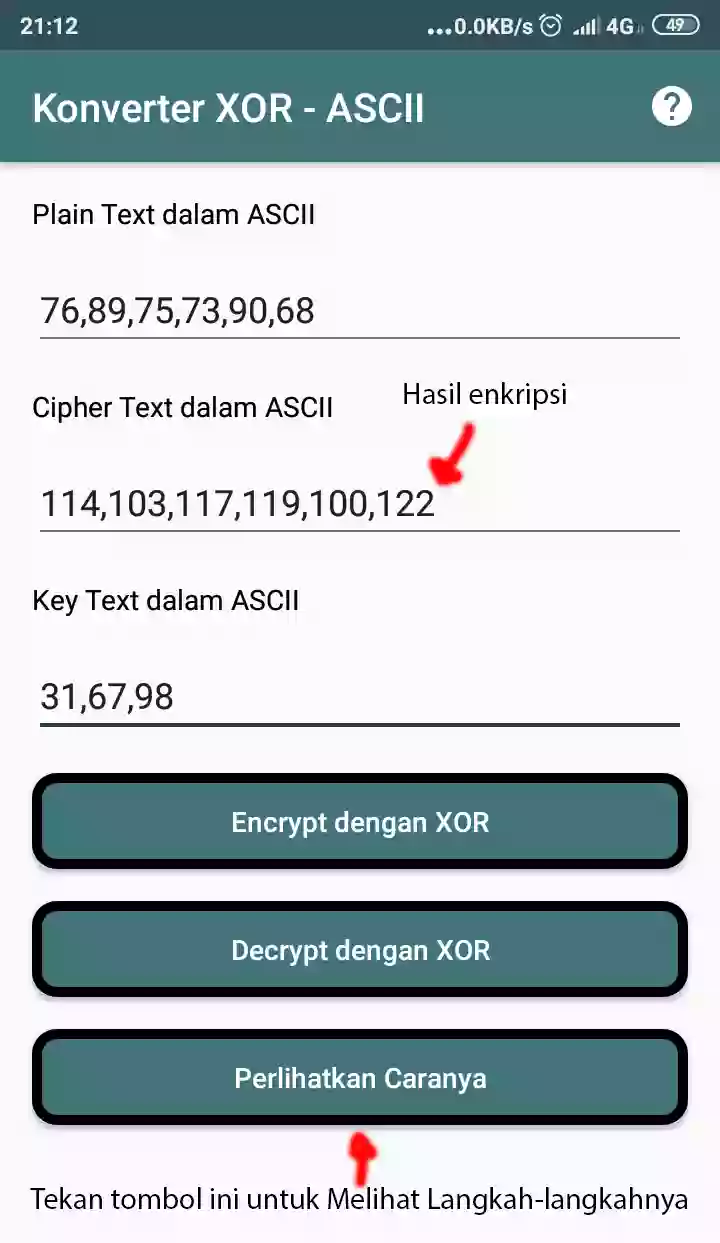 21:12
...0.0KB/s 4G 49
Konverter XOR - ASCII
?
Plain Text dalam ASCII
76,89,75,73,90,68
Cipher Text dalam ASCII
Hasil enkripsi
114,103,117,119,100,122
Key Text dalam ASCII
31,67,98
Encrypt dengan XOR
Decrypt dengan XOR
Perlihatkan Caranya
Tekan tombol ini untuk Melihat Langkah-langkahnya